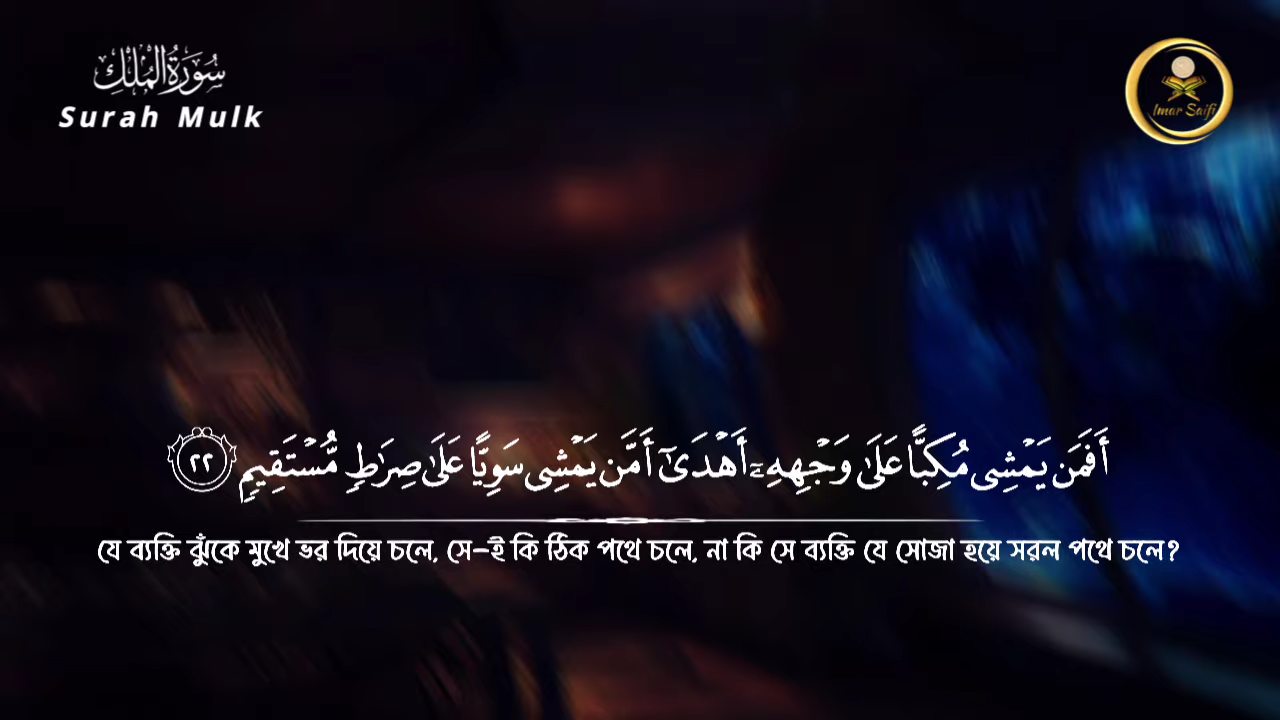 سُورَةُ الْمُلْكِ
Surah Mulk
Imar Saifi
أَفَمَن يَمْشِى مُكِبًّا عَلَىٰ وَجْهِهِۦٓ أَهْدَىٰٓ أَمَّن يَمْشِى سَوِيًّا عَلَىٰ صِرَٰطٍ مُّسْتَقِيمٍ ٢٢
যে ব্যক্তি ঝুঁকে মুখে ভর দিয়ে চলে, সে-ই কি ঠিক পথে চলে, না কি সে ব্যক্তি যে সোজা হয়ে সরল পথে চলে?